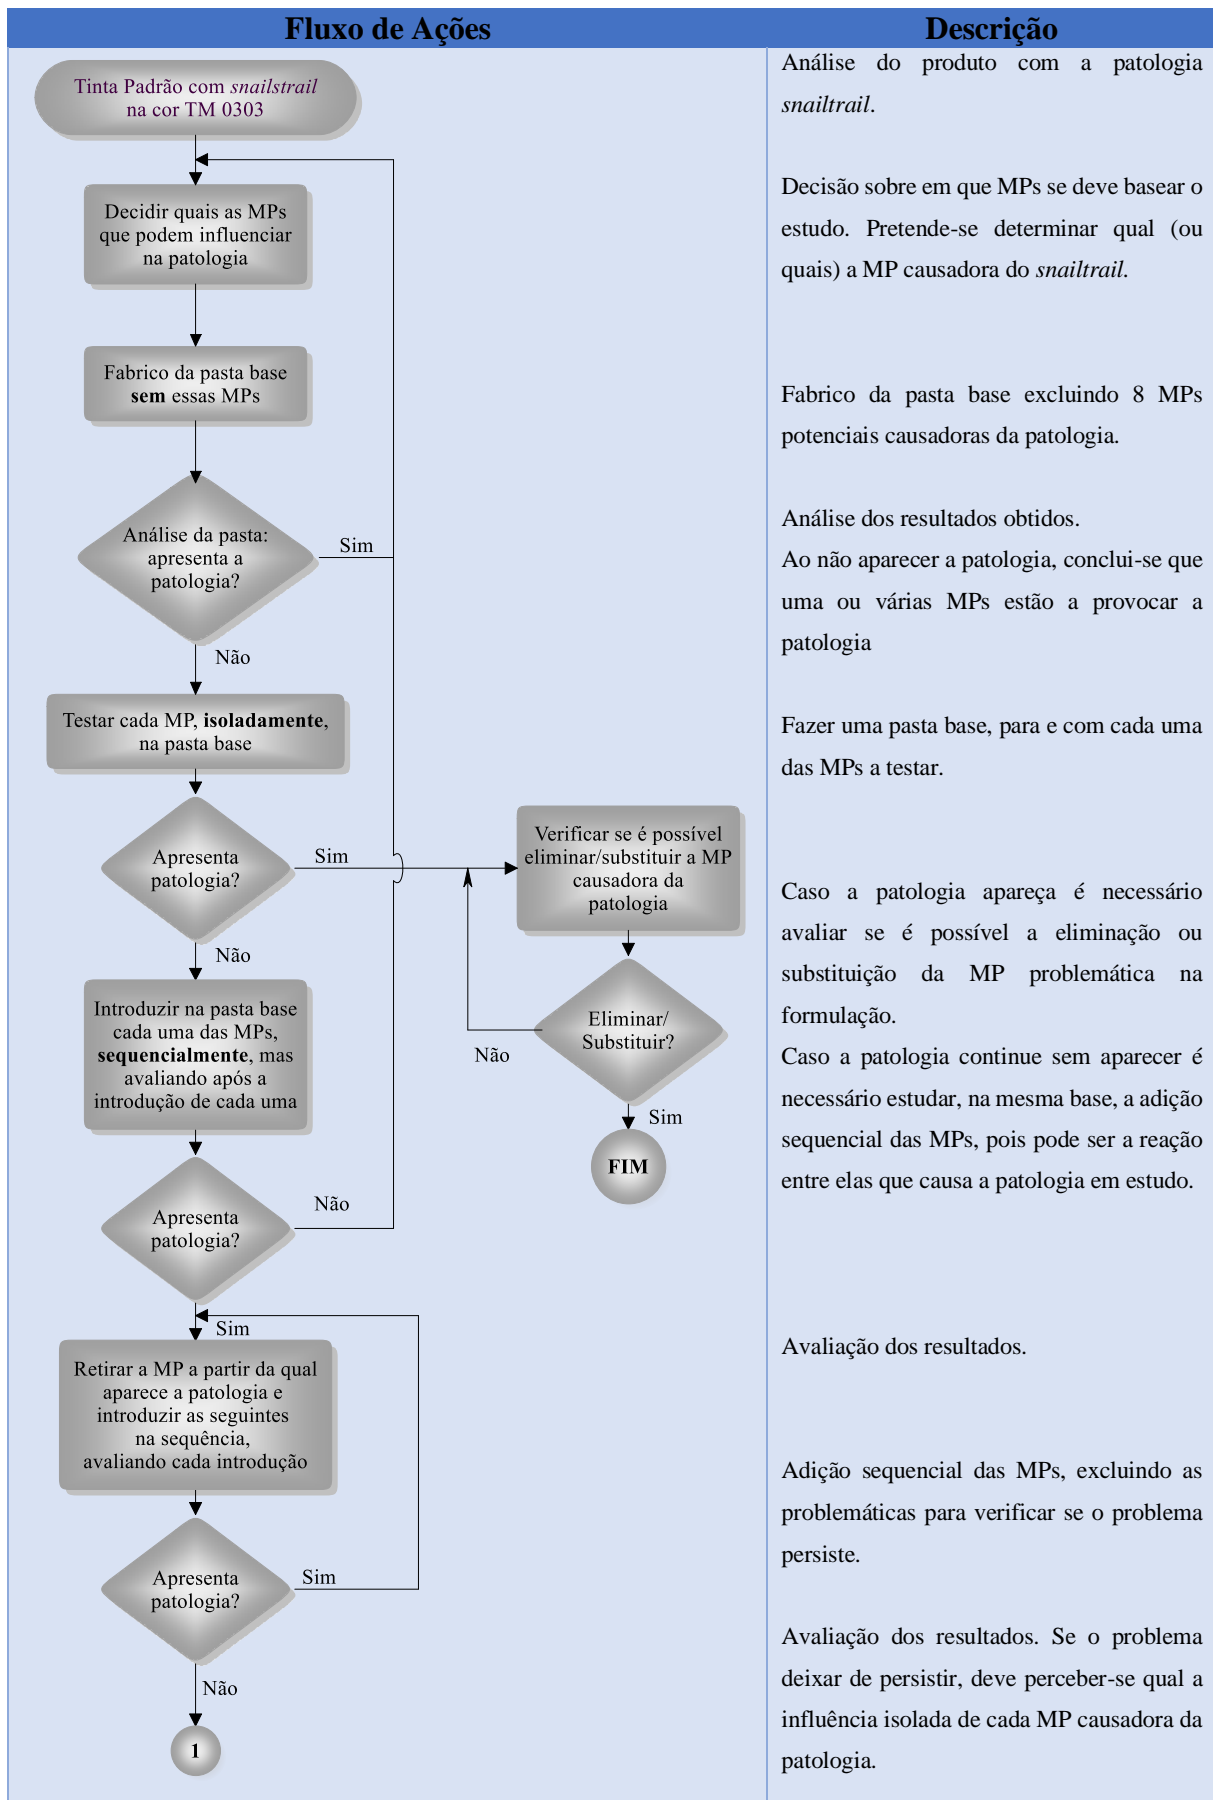 Fluxo de Ações
Descrição
Tinta Padrão com snailstrail
na cor TM 0303
Decidir quais as MPs
que podem influenciar
na patologia
Fabrico da pasta base
sem essas MPs
Análise da pasta:
apresenta a
patologia?
Sim
Não
Testar cada MP, isoladamente,
na pasta base
Apresenta
patologia?
Sim
Não
Verificar se é possível
eliminar/substituir a MP
causadora da
patologia
Eliminar/
Substituir?
Não
Sim
FIM
Introduzir na pasta base
cada uma das MPs,
sequencialmente, mas
avaliando após a
introdução de cada uma
Apresenta
patologia?
Não
Sim
Retirar a MP a partir da qual
aparece a patologia e
introduzir as seguintes
na sequência,
avaliando cada introdução
Apresenta
patologia?
Sim
Não
1
Análise do produto com a patologia
snailtrail.
Decisão sobre em que MPs se deve basear o
estudo. Pretende-se determinar qual (ou
quais) a MP causadora do snailtrail.
Fabrico da pasta base excluindo 8 MPs
potenciais causadoras da patologia.
Análise dos resultados obtidos.
Ao não aparecer a patologia, conclui-se que
uma ou várias MPs estão a provocar a
patologia
Fazer uma pasta base, para e com cada uma
das MPs a testar.
Caso a patologia apareça é necessário
avaliar se é possível a eliminação ou
substituição da MP problemática na
formulação.
Caso a patologia continue sem aparecer é
necessário estudar, na mesma base, a adição
sequencial das MPs, pois pode ser a reação
entre elas que causa a patologia em estudo.
Avaliação dos resultados.
Adição sequencial das MPs, excluindo as
problemáticas para verificar se o problema
persiste.
Avaliação dos resultados. Se o problema
deixar de persistir, deve perceber-se qual a
influência isolada de cada MP causadora da
patologia.